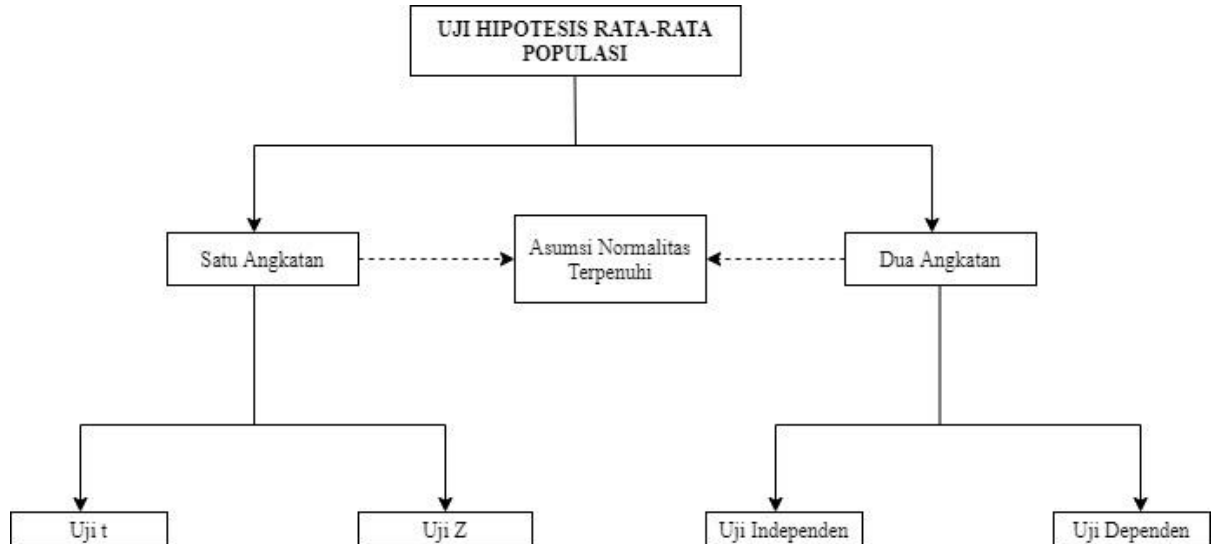 UJI HIPOTESIS RATA-RATA
POPULASI
Satu Angkatan
Asumsi Normalitas
Terpenuhi
Dua Angkatan
Uji t
Uji Z
Uji Independen
Uji Dependen